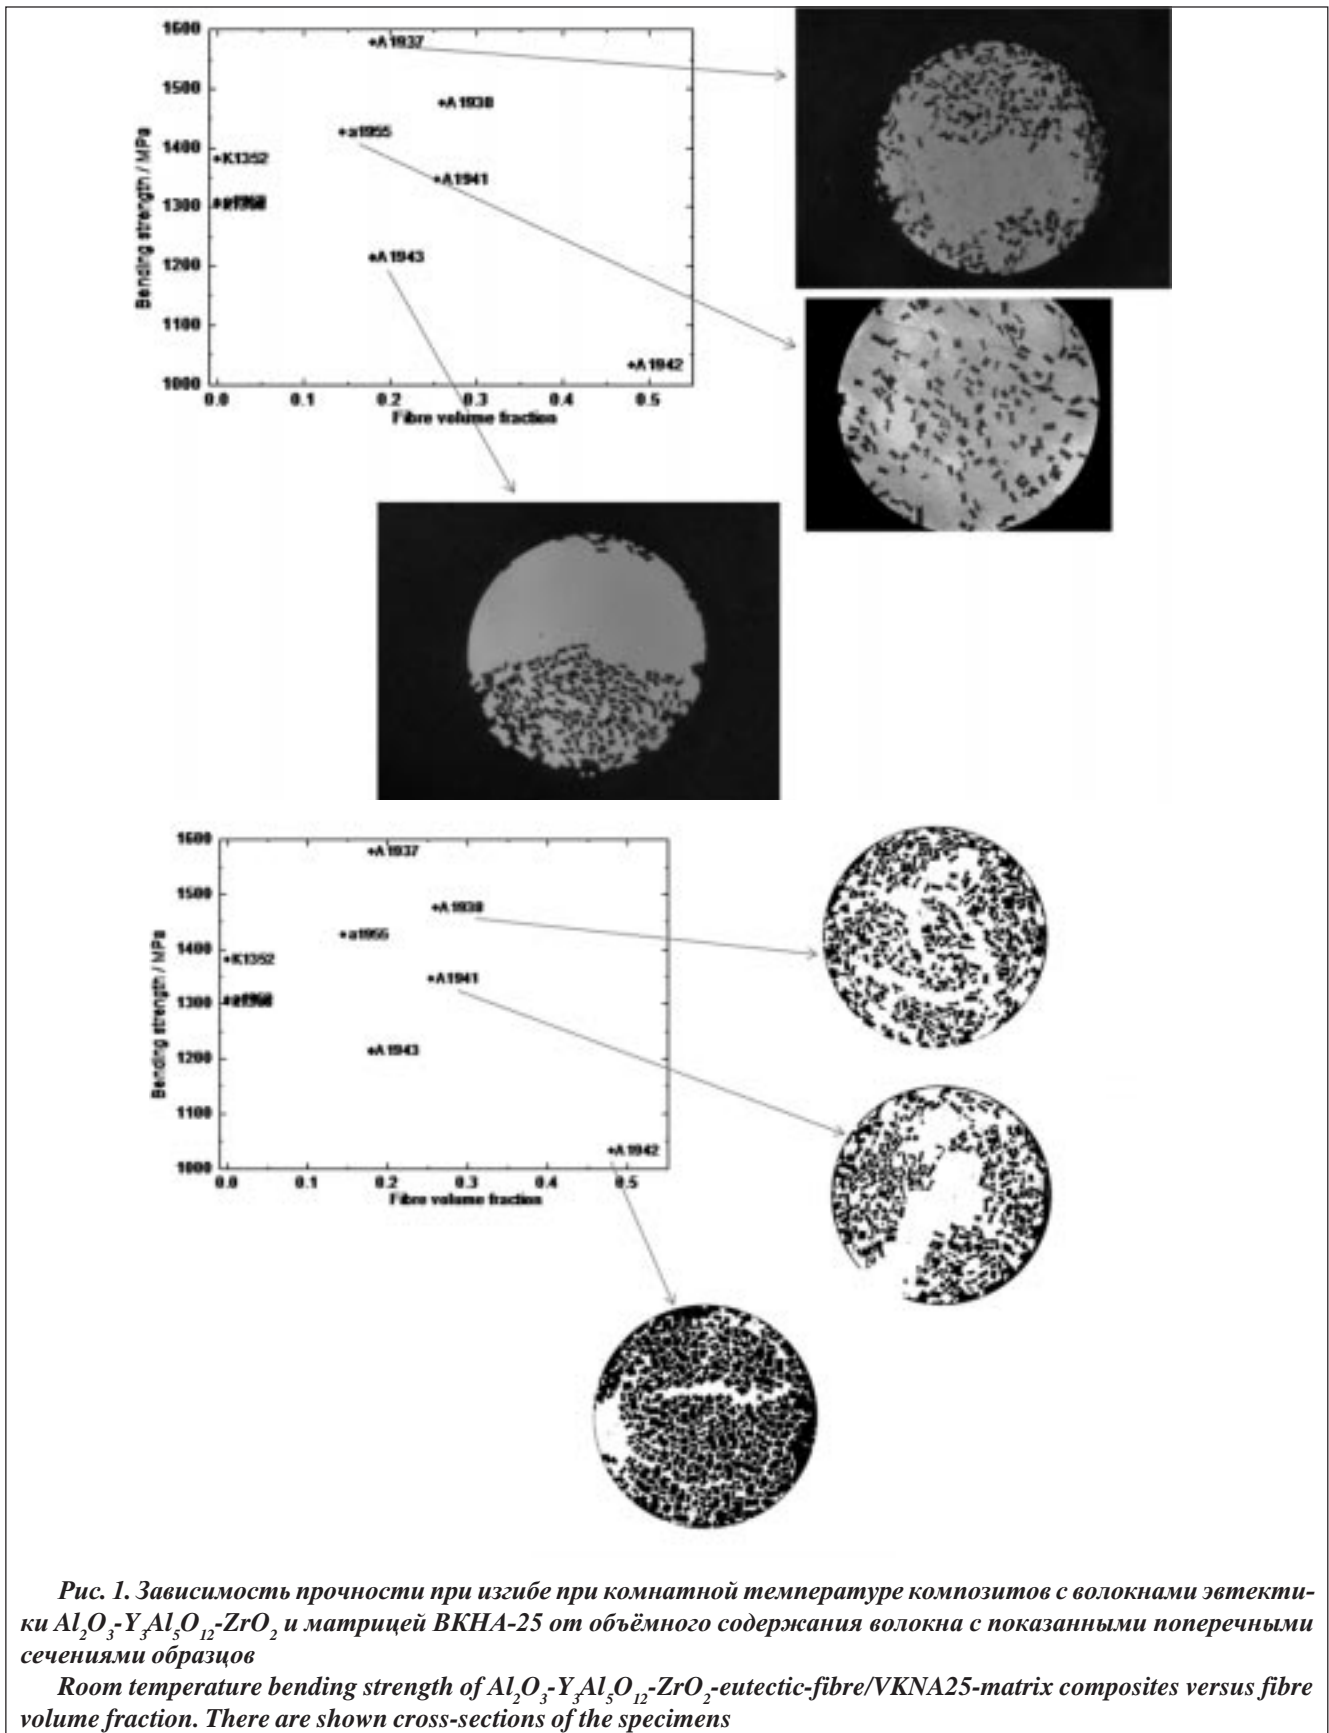 1600
1500
1400
1300
1200
1100
1000
Bending strength / MPa
A1937
A1938
a1955
K1352
A1941
A1943
A1942
0.0 0.1 0.2 0.3 0.4 0.5
Fibre volume fraction
1600
1500
1400
1300
1200
1100
1000
Bending strength / MPa
A1937
A1938
a1955
K1352
A1941
A1943
A1942
0.0 0.1 0.2 0.3 0.4 0.5
Fibre volume fraction
Рис. 1. Зависимость прочности при изгибе при комнатной температуре композитов с волокнами эвтекти-
ки Al₂O₃-Y₃Al₅O₁₂-ZrO₂ и матрицей ВКНА-25 от объёмного содержания волокна с показанными поперечными
сечениями образцов
Room temperature bending strength of Al₂O₃-Y₃Al₅O₁₂-ZrO₂-eutectic-fibre/VKNA25-matrix composites versus fibre
volume fraction. There are shown cross-sections of the specimens